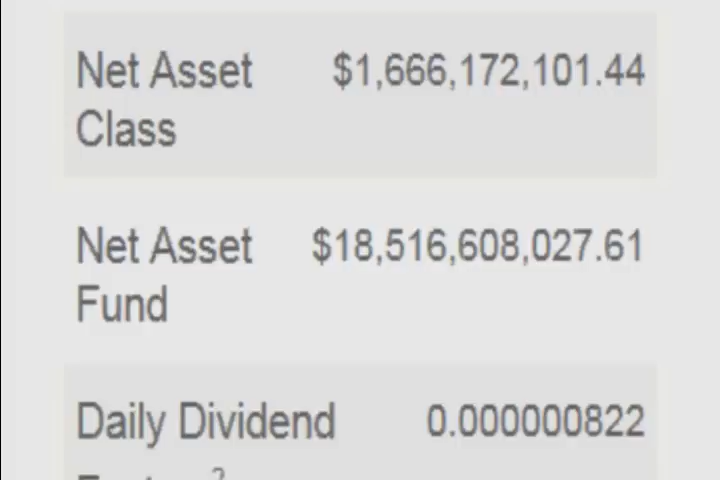 Net Asset $1,666,172,101.44
Class
Net Asset $18,516,608,027.61
Fund
Daily Dividend 0.000000822